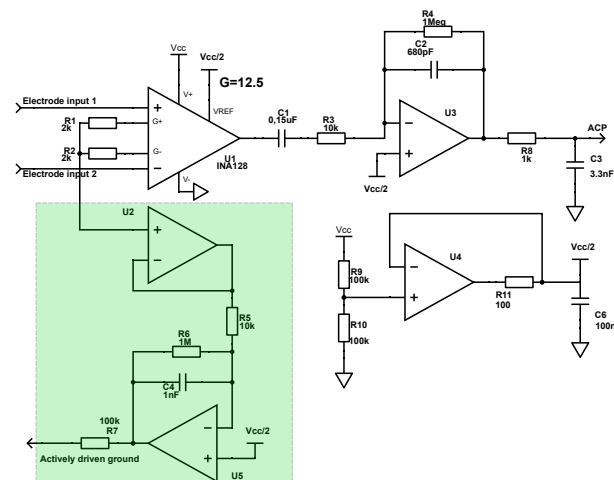 R4
1Meg
C2
680pF
Vcc
Vcc/2
G=12.5
V+
VREF
Electrode input 1
R1
2k
G+
R2
2k
G-
Electrode input 2
U1
INA128
V-
C1
0,15uF
R3
10k
U3
Vcc/2
R8
1k
ACP
C3
3.3nF
U2
R5
10k
R6
1M
C4
1nF
100k
R7
Actively driven ground
Vcc/2
U5
Vcc
R9
100k
R10
100k
U4
R11
100
Vcc/2
C6
100n